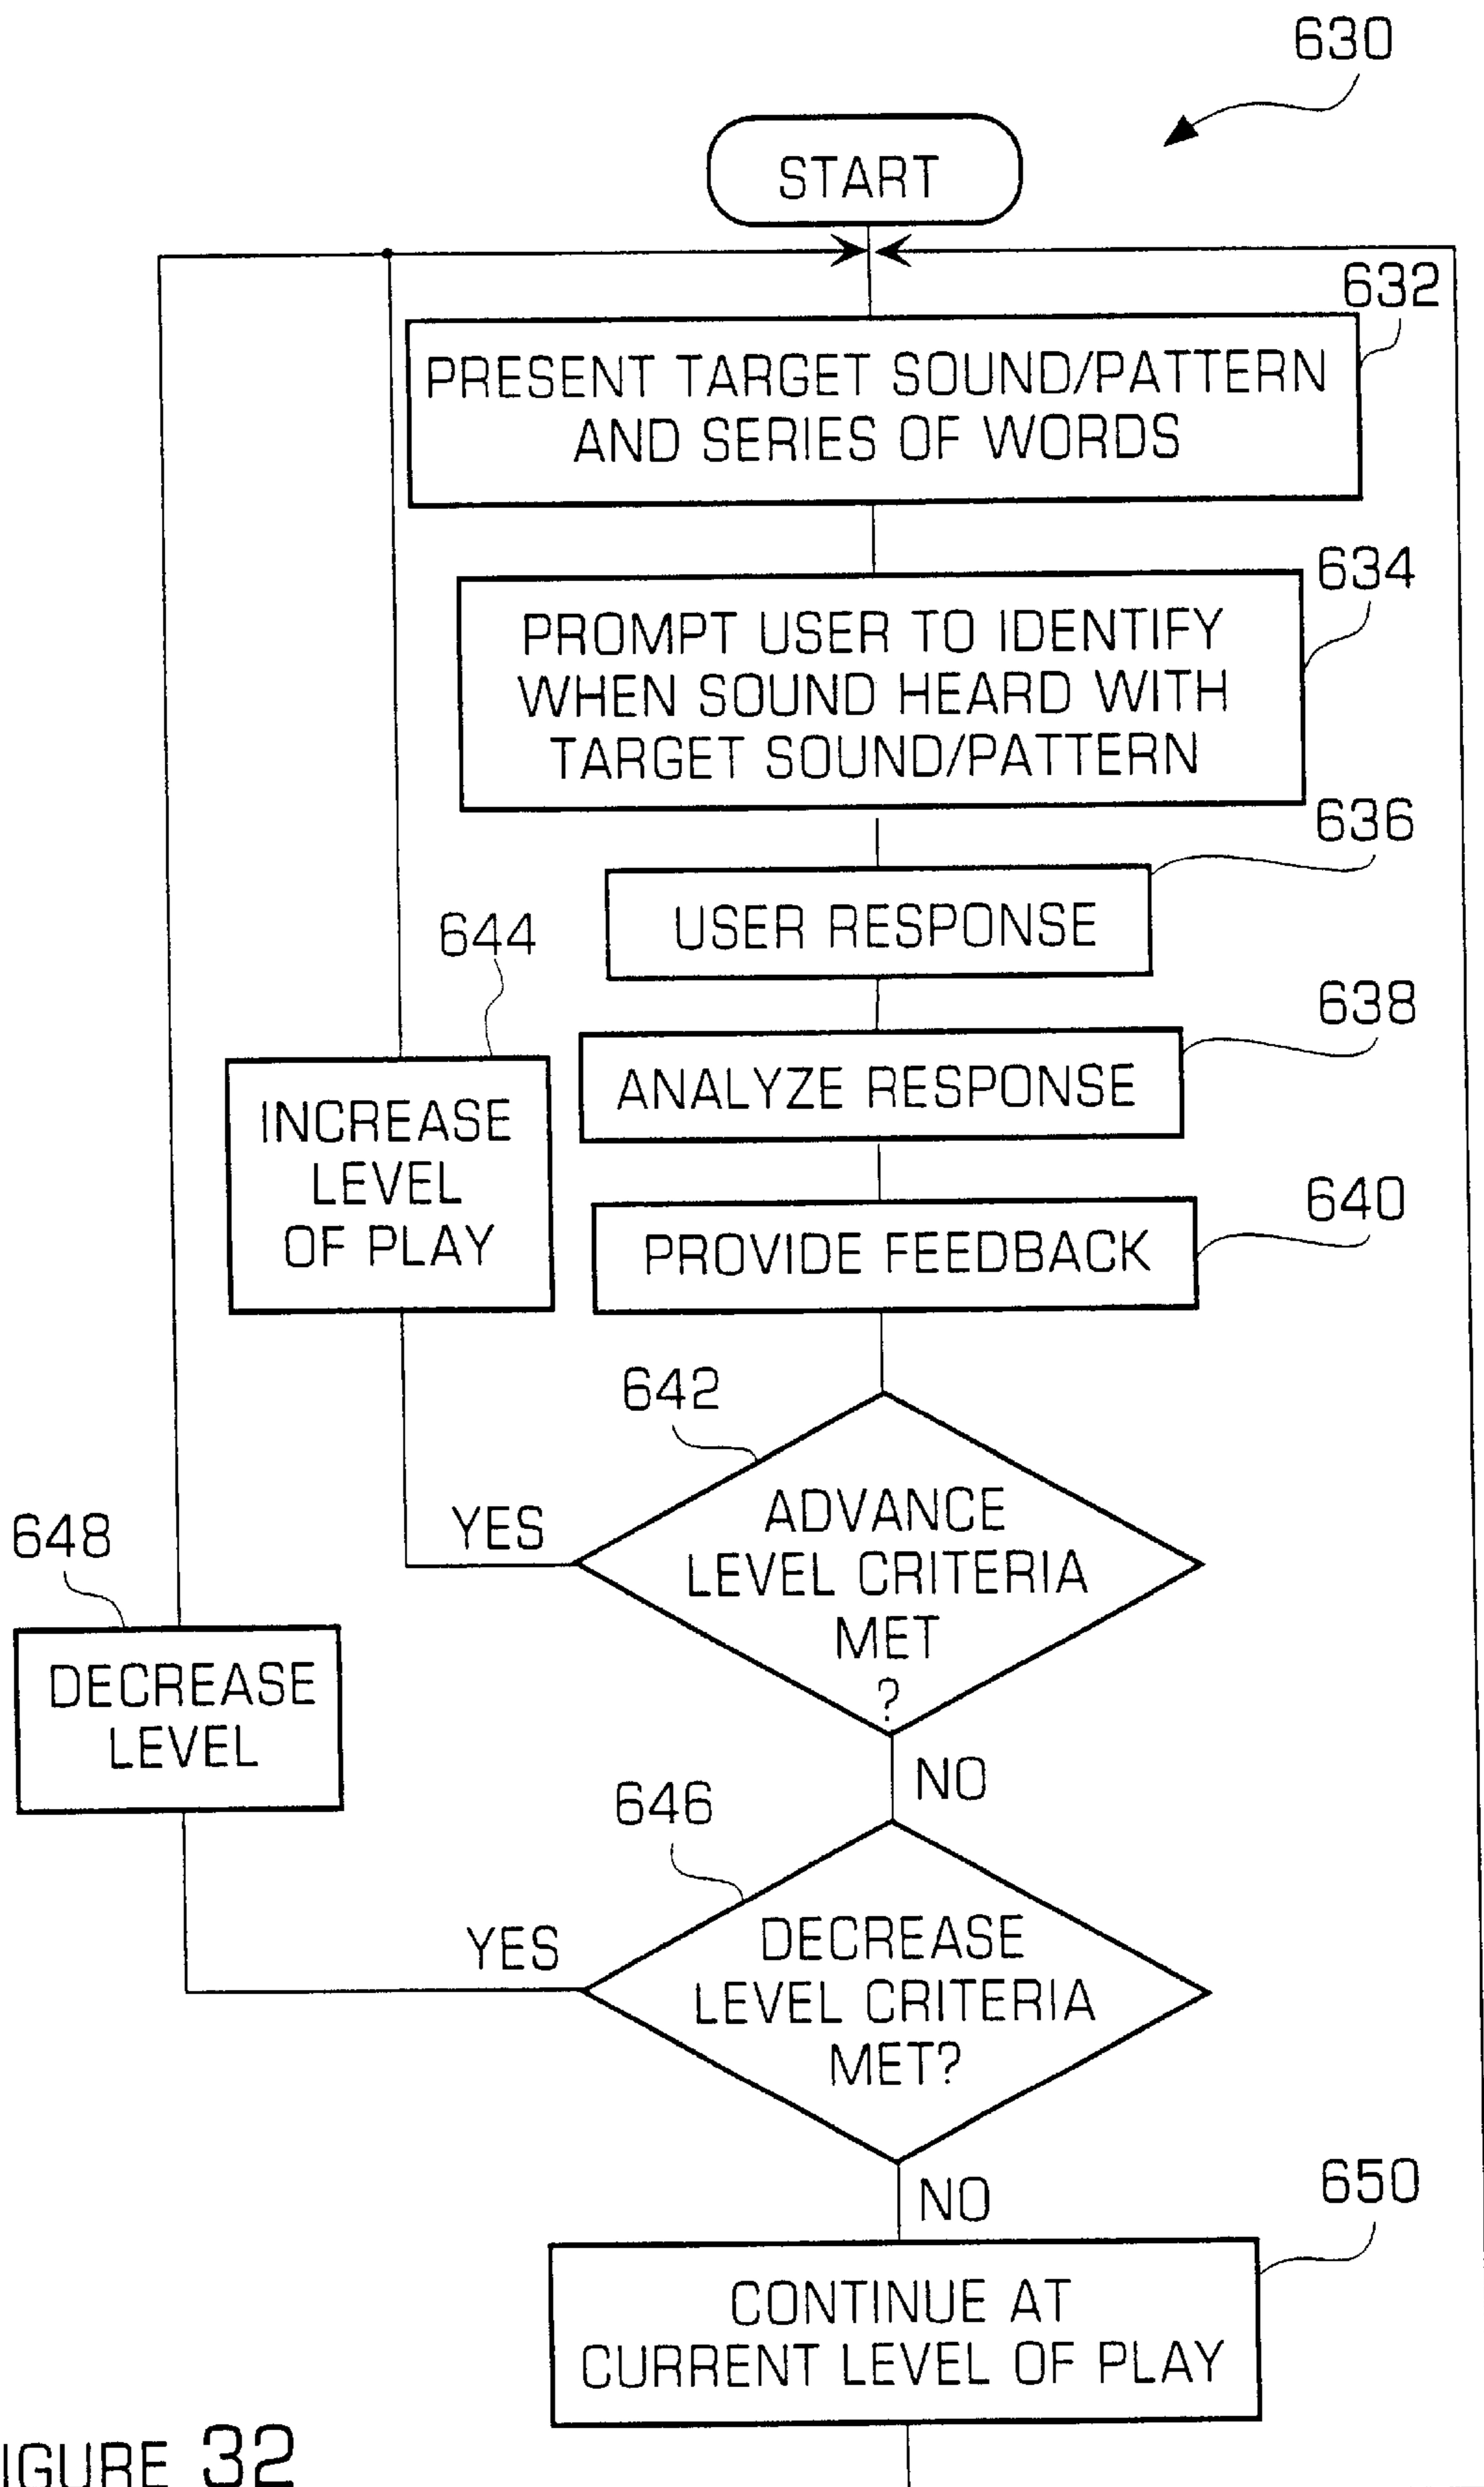 630
START
632
PRESENT TARGET SOUND/PATTERN
AND SERIES OF WORDS
634
PROMPT USER TO IDENTIFY
WHEN SOUND HEARD WITH
TARGET SOUND/PATTERN
636
USER RESPONSE
644
638
ANALYZE RESPONSE
INCREASE
LEVEL
OF PLAY
640
PROVIDE FEEDBACK
642
YES
ADVANCE
LEVEL CRITERIA
MET
?
648
DECREASE
LEVEL
NO
646
YES
DECREASE
LEVEL CRITERIA
MET?
NO
650
CONTINUE AT
CURRENT LEVEL OF PLAY
IGURE 32